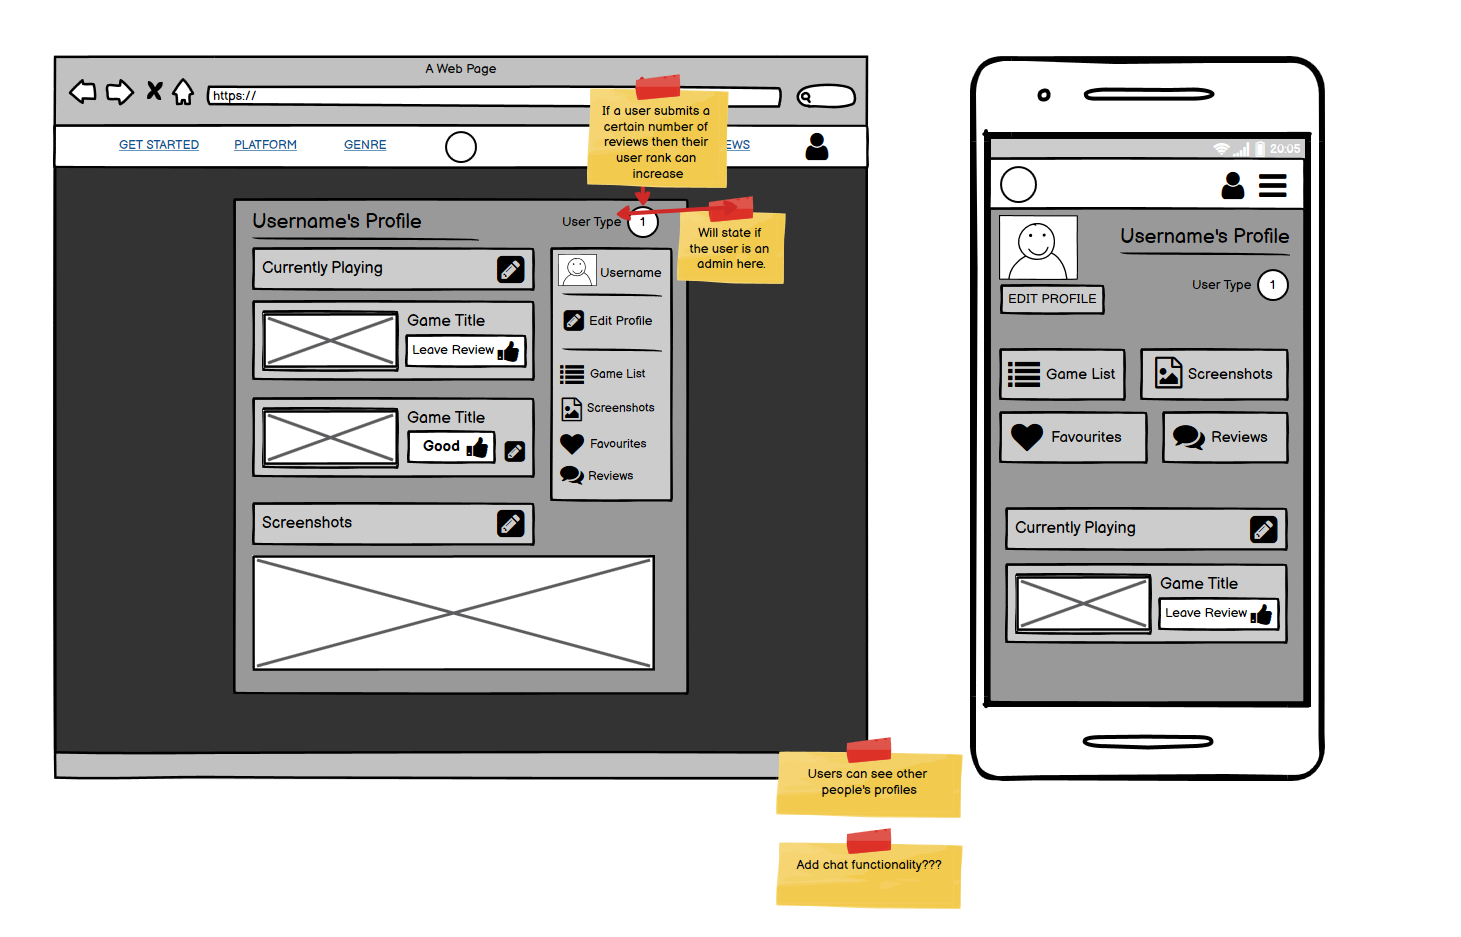 A Web Page
https://
GET STARTED
PLATFORM
GENRE
EWS
If a user submits a
certain number of
reviews then their
user rank can
increase
Username's Profile
User Type
1
Will state if
the user is an
admin here.
Currently Playing
Game Title
Leave Review
Game Title
Good
Screenshots
Username
Edit Profile
Game List
Screenshots
Favourites
Reviews
Users can see other
people's profiles
Add chat functionality???
20:05
Username's Profile
User Type
1
EDIT PROFILE
Game List
Screenshots
Favourites
Reviews
Currently Playing
Game Title
Leave Review